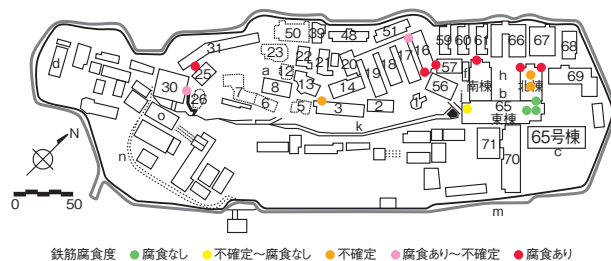 50 39 48 51 59 60 61 66 67 68
31 23 22 21 20 19 18 17 16 57 f h 69
d 25 a 12 13 56 南棟 北棟
30 26 7 8 6 5 14 3 2 1 b
65
o 東棟
k 71 65号棟
n 70 c
N
m
0 50
鉄筋腐食度 腐食なし 不確定～腐食なし 不確定 腐食あり～不確定 腐食あり